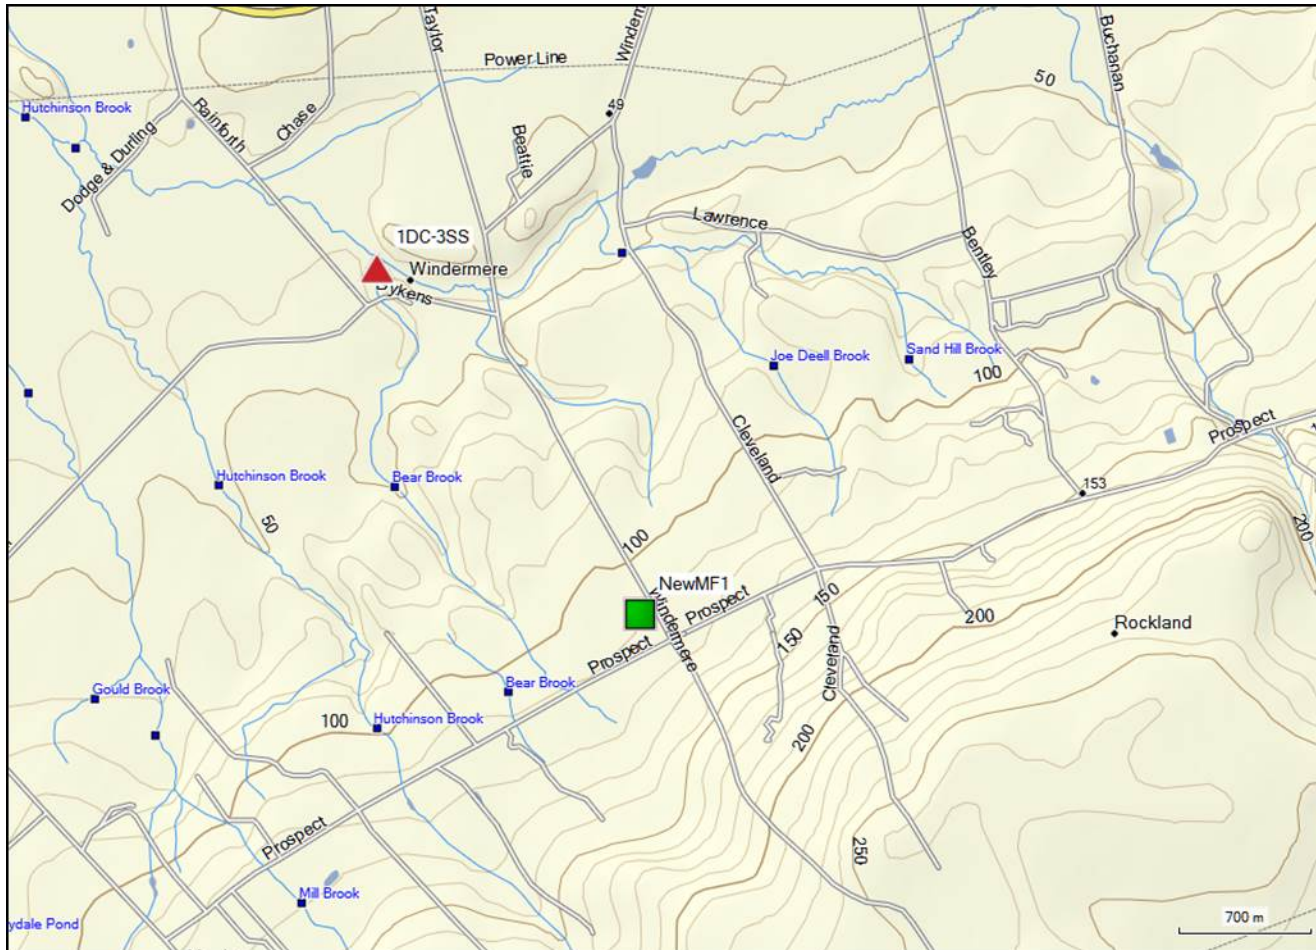 Taylor
Windem
Buchanan
Power Line
50
Hutchinson Brook
Rainforth
Chase
49
Beattie
Dodge & Durling
Lawrence
1DC-3SS
Bentley
Windermere
Dykens
Joe Deell Brook
Sand Hill Brook
100
Cleveland
Prospect
Hutchinson Brook
Bear Brook
153
50
100
200
NewMF1
Windermere
Prospect
150
200
Rockland
150
Prospect
Cleveland
Gould Brook
Bear Brook
100
Hutchinson Brook
200
Prospect
250
Mill Brook
ydale Pond
700 m